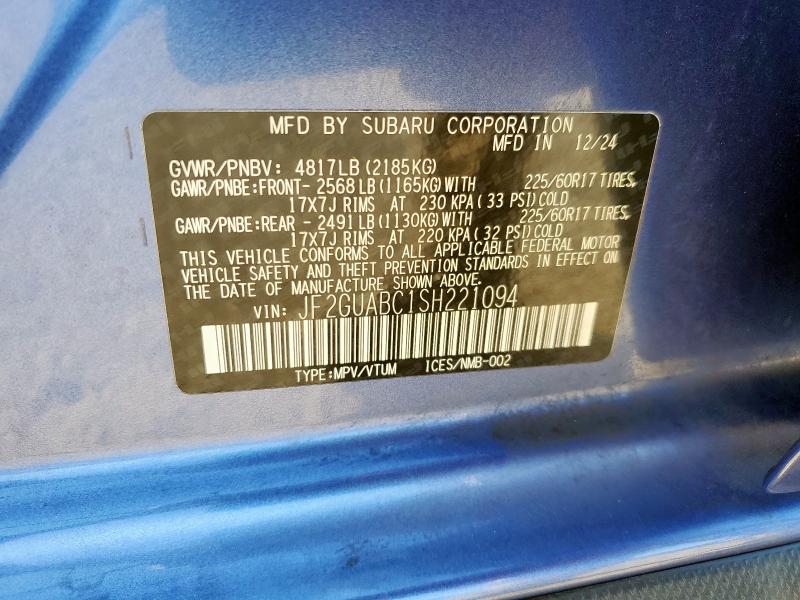 MFD BY SUBARU CORPORATION
MFD IN 12/24
GVWR/PNBV: 4817LB (2185KG)
GAWR/PNBE:FRONT- 2568 LB (1165KG) WITH 225/60R17 TIRES,
17X7J RIMS AT 230 KPA (33 PSI) COLD
GAWR/PNBE:REAR - 2491 LB (1130KG) WITH 225/60R17 TIRES,
17X7J RIMS AT 220 KPA (32 PSI) COLD
THIS VEHICLE CONFORMS TO ALL APPLICABLE FEDERAL MOTOR
VEHICLE SAFETY AND THEFT PREVENTION STANDARDS IN EFFECT ON
THE DATE OF MANUFACTURE SHOWN ABOVE.
VIN: JF2GUABC1SH221094
TYPE:MPV/VTUM ICES/NMB-002